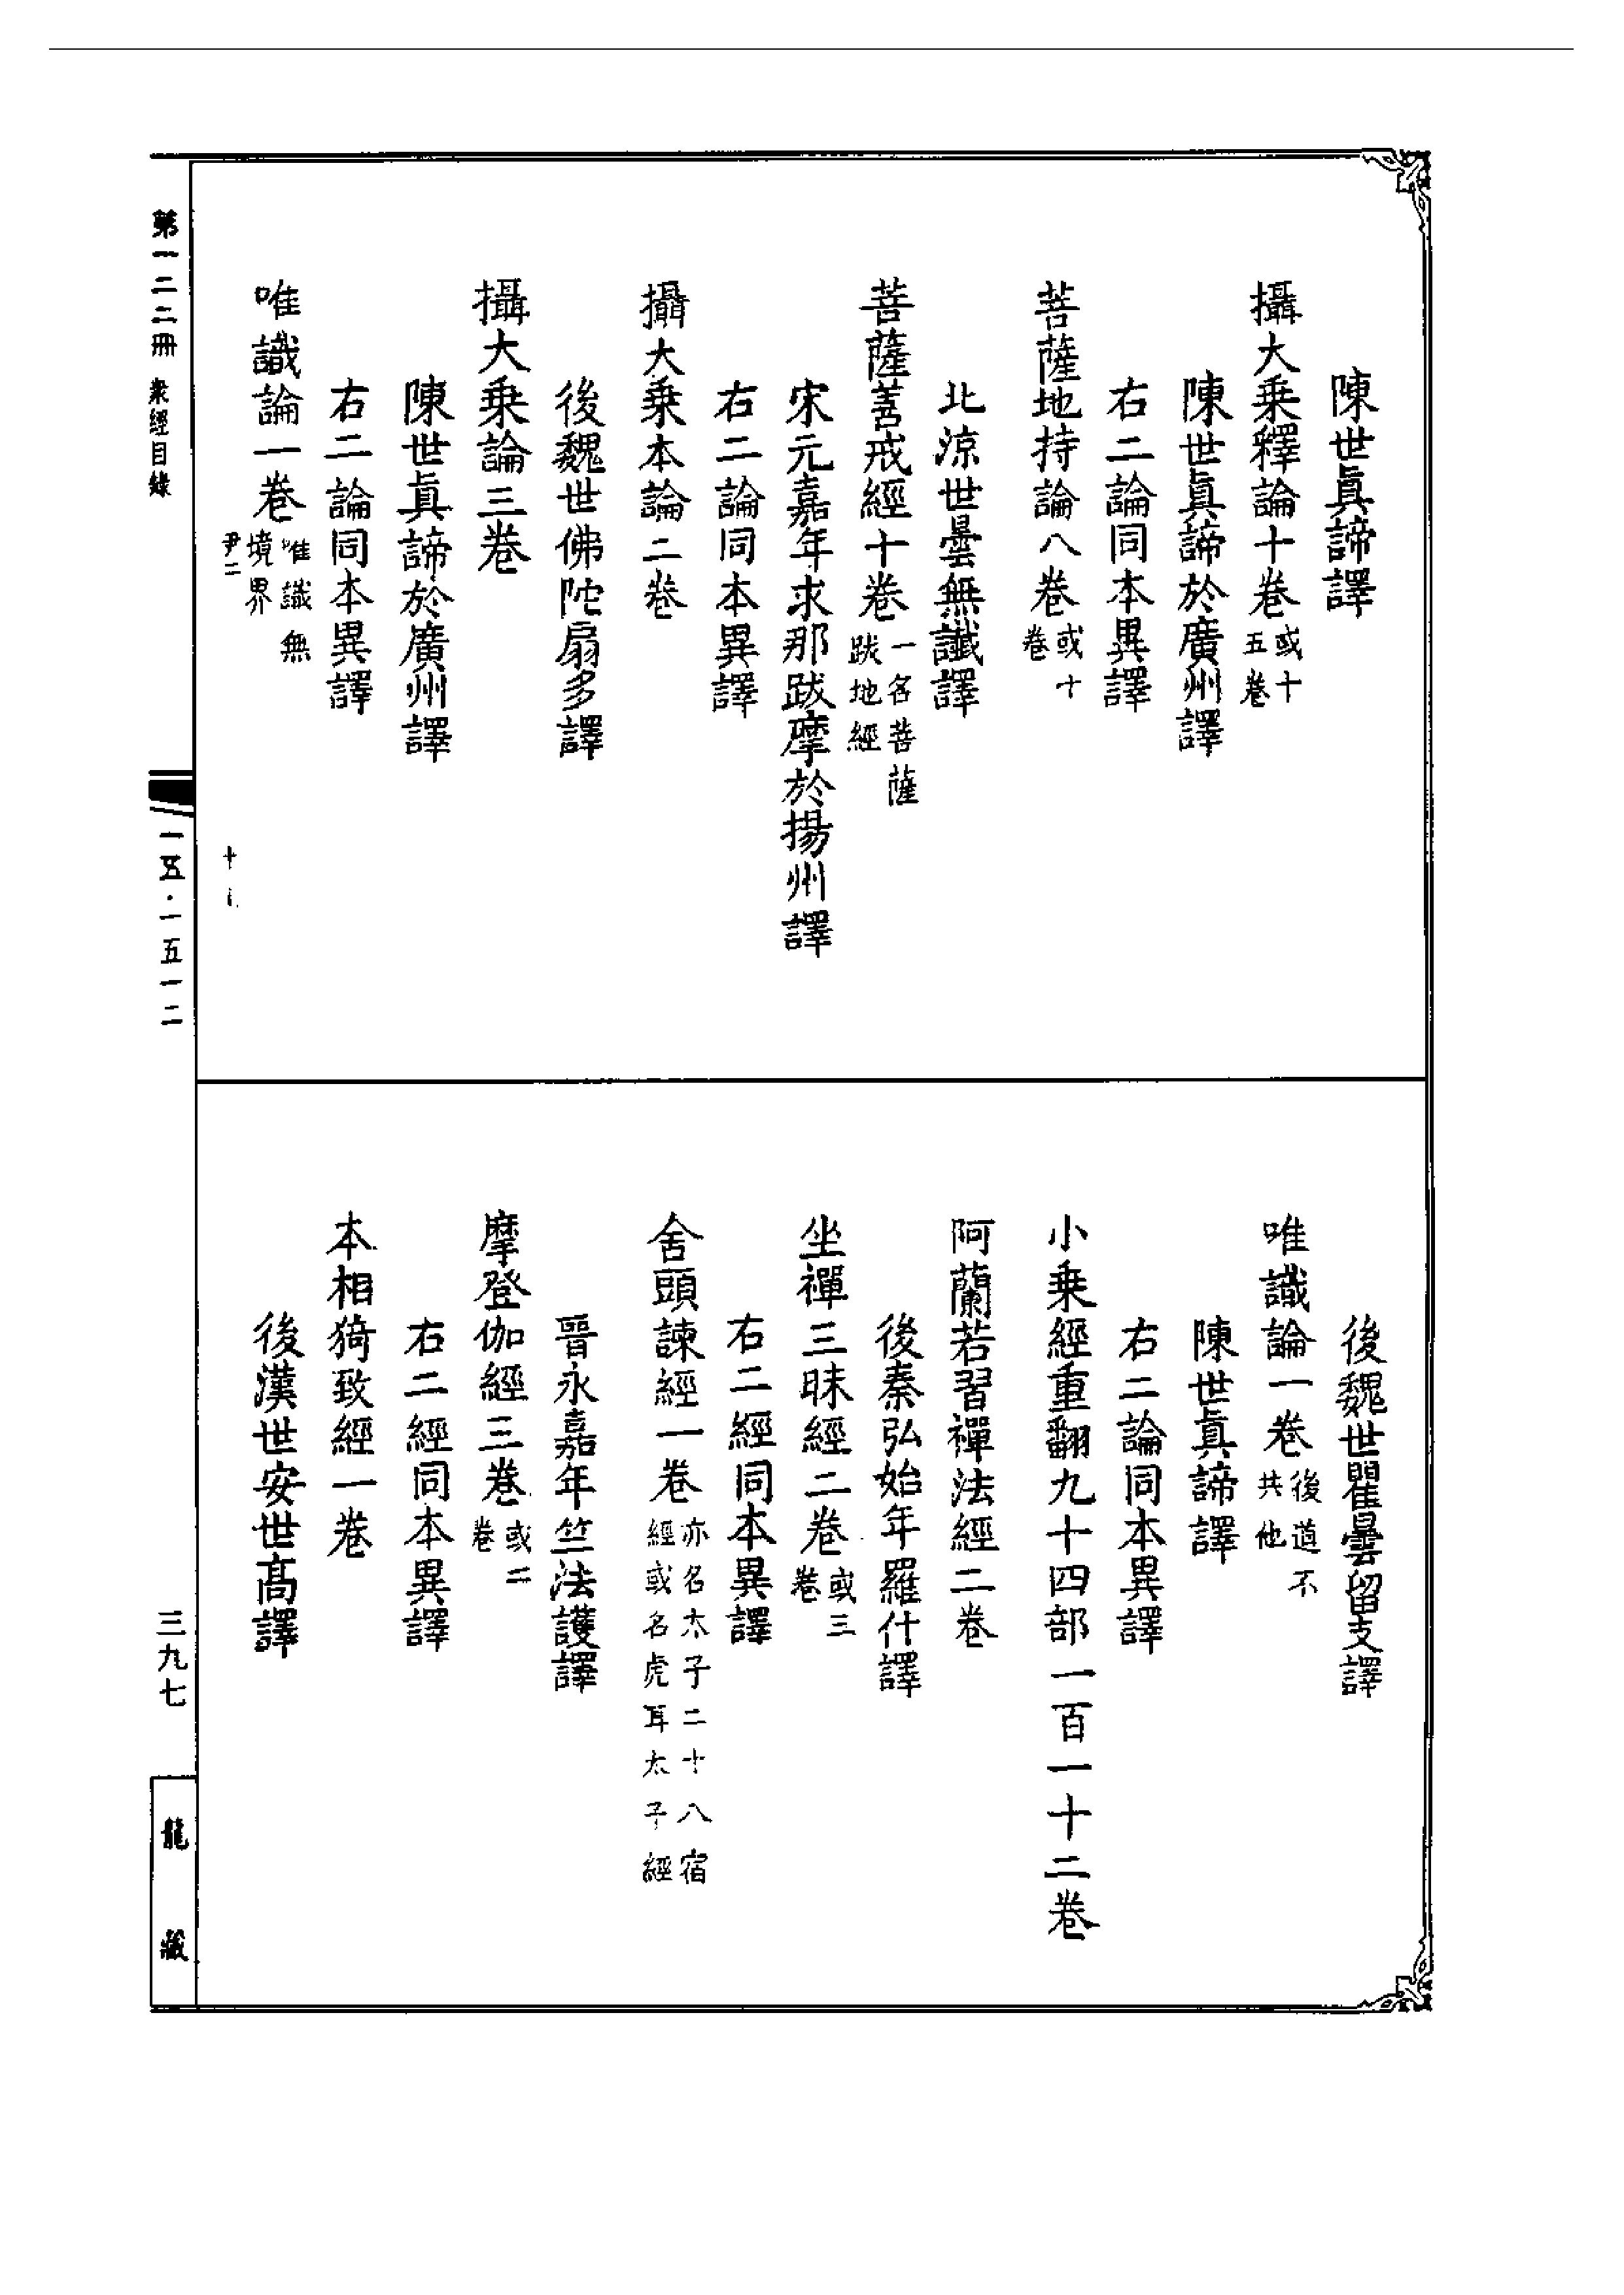 陳世眞諦譯
攝大乗釋論十卷或十五卷
陳世眞諦於廣州譯
右二論同本異譯
菩薩地持論八卷或十卷
北涼世曇無讖譯
菩薩善戒經十卷一名菩薩跋地經
宋元嘉年求那跋摩於揚州譯
右二論同本異譯
攝大乗本論二卷
後魏世佛陀扇多譯
攝大乗論三卷
陳世眞諦於廣州譯
右二論同本異譯
唯識論一卷唯識無境界
尹二
後魏世瞿曇留支譯
唯識論一卷後道不共他
陳世眞諦譯
右二論同本異譯
小乗經重翻九十四部一百一十二卷
阿蘭若習禪法經二卷
後秦弘始年羅什譯
坐禪三昧經二卷或三卷
右二經同本異譯
舍頭諫經一卷亦名太子二十八宿經或名虎耳太子經
晉永嘉年竺法護譯
摩登伽經三卷或二卷
右二經同本異譯
本相猗致經一卷
後漢世安世高譯
第一二二冊 衆經目錄
一五·一五一二
三九七
龍藏